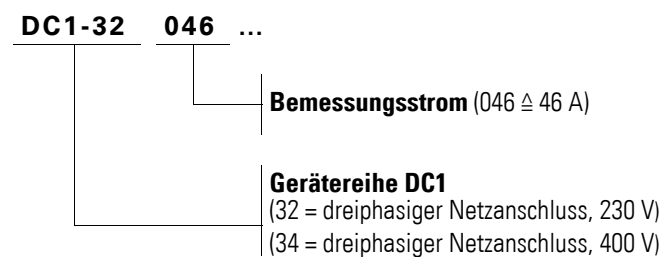 DC1-32 046 ...
Bemessungsstrom (046 ≙ 46 A)
Gerätereihe DC1
(32 = dreiphasiger Netzanschluss, 230 V)
(34 = dreiphasiger Netzanschluss, 400 V)